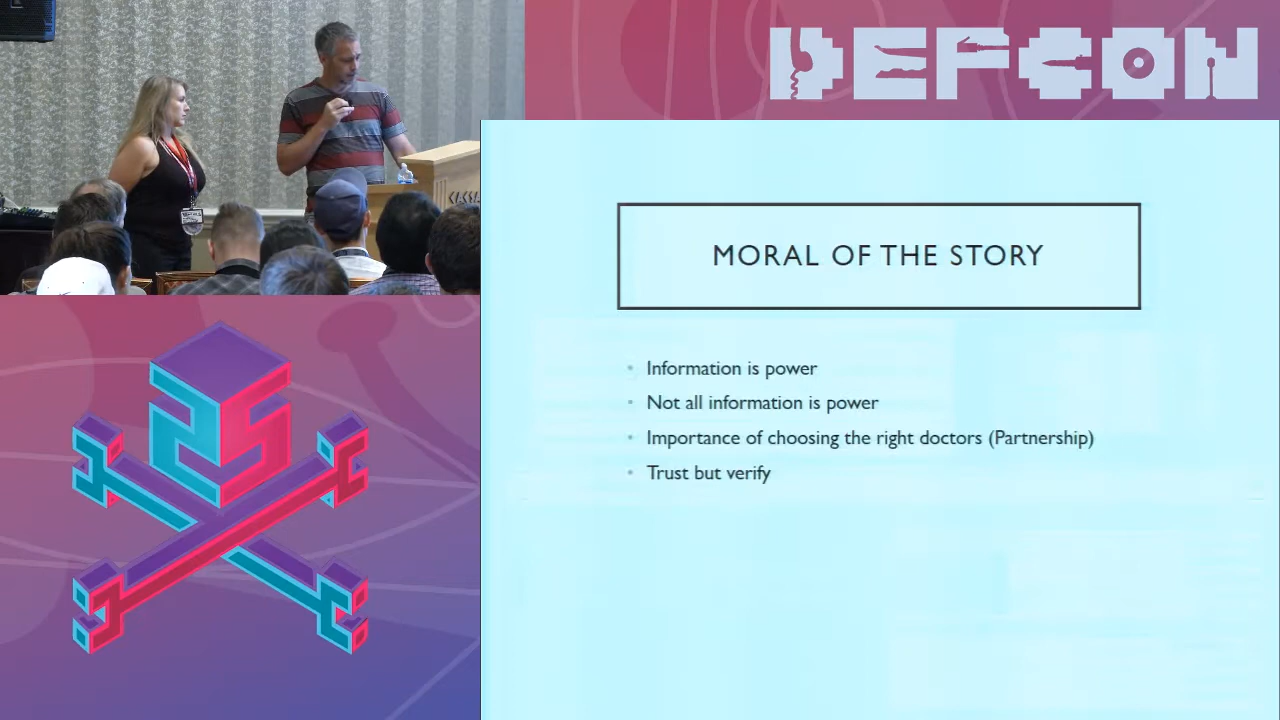 DEFCON
MORAL OF THE STORY
Information is power
Not all information is power
Importance of choosing the right doctors (Partnership)
Trust but verify
25